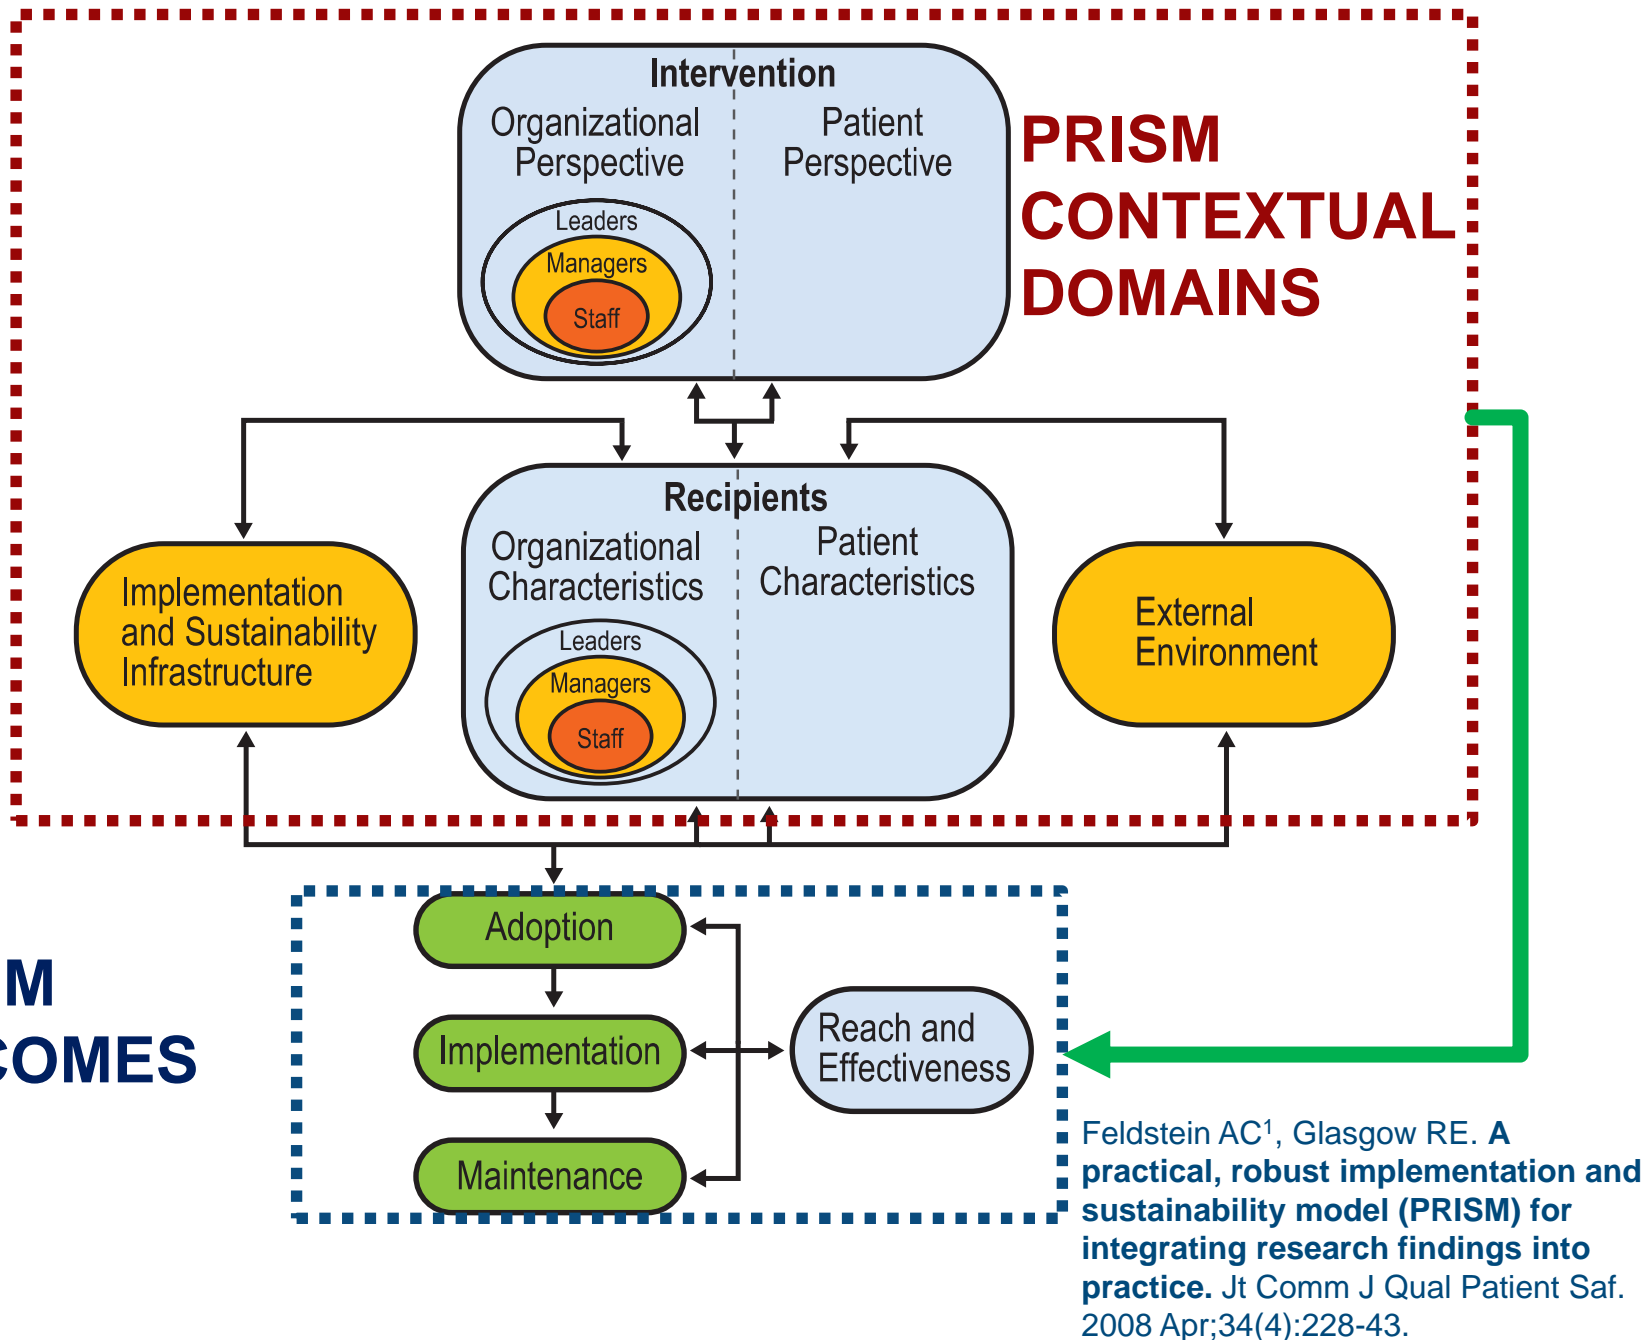 Intervention
Organizational
Perspective
Patient
Perspective
Leaders
Managers
Staff
PRISM
CONTEXTUAL
DOMAINS
Recipients
Organizational
Characteristics
Patient
Characteristics
Leaders
Managers
Staff
Implementation
and Sustainability
Infrastructure
External
Environment
Adoption
Implementation
Maintenance
Reach and
Effectiveness
M
COMES
Feldstein AC¹, Glasgow RE. A
practical, robust implementation and
sustainability model (PRISM) for
integrating research findings into
practice. Jt Comm J Qual Patient Saf.
2008 Apr;34(4):228-43.